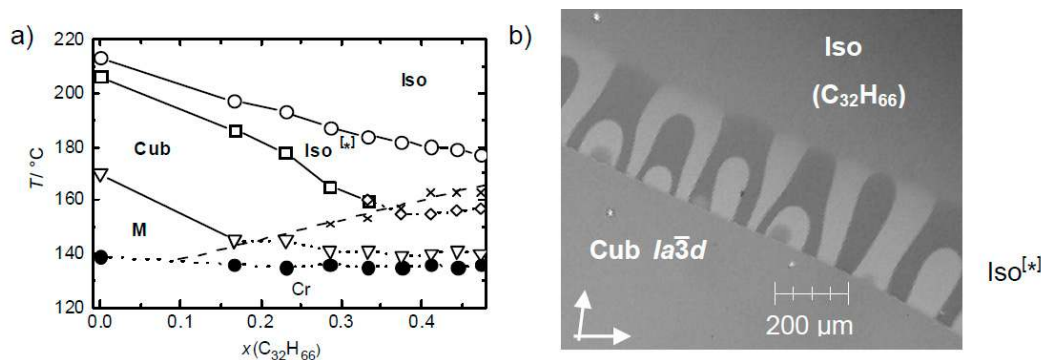 a)
220
200
180
160
140
120
T/ °C
Iso
Cub
Iso [*]
M
Cr
0.0 0.1 0.2 0.3 0.4
x (C₃₂H₆₆)
b)
Iso
(C₃₂H₆₆)
Cub Ia3̅d
200 µm
Iso[*]